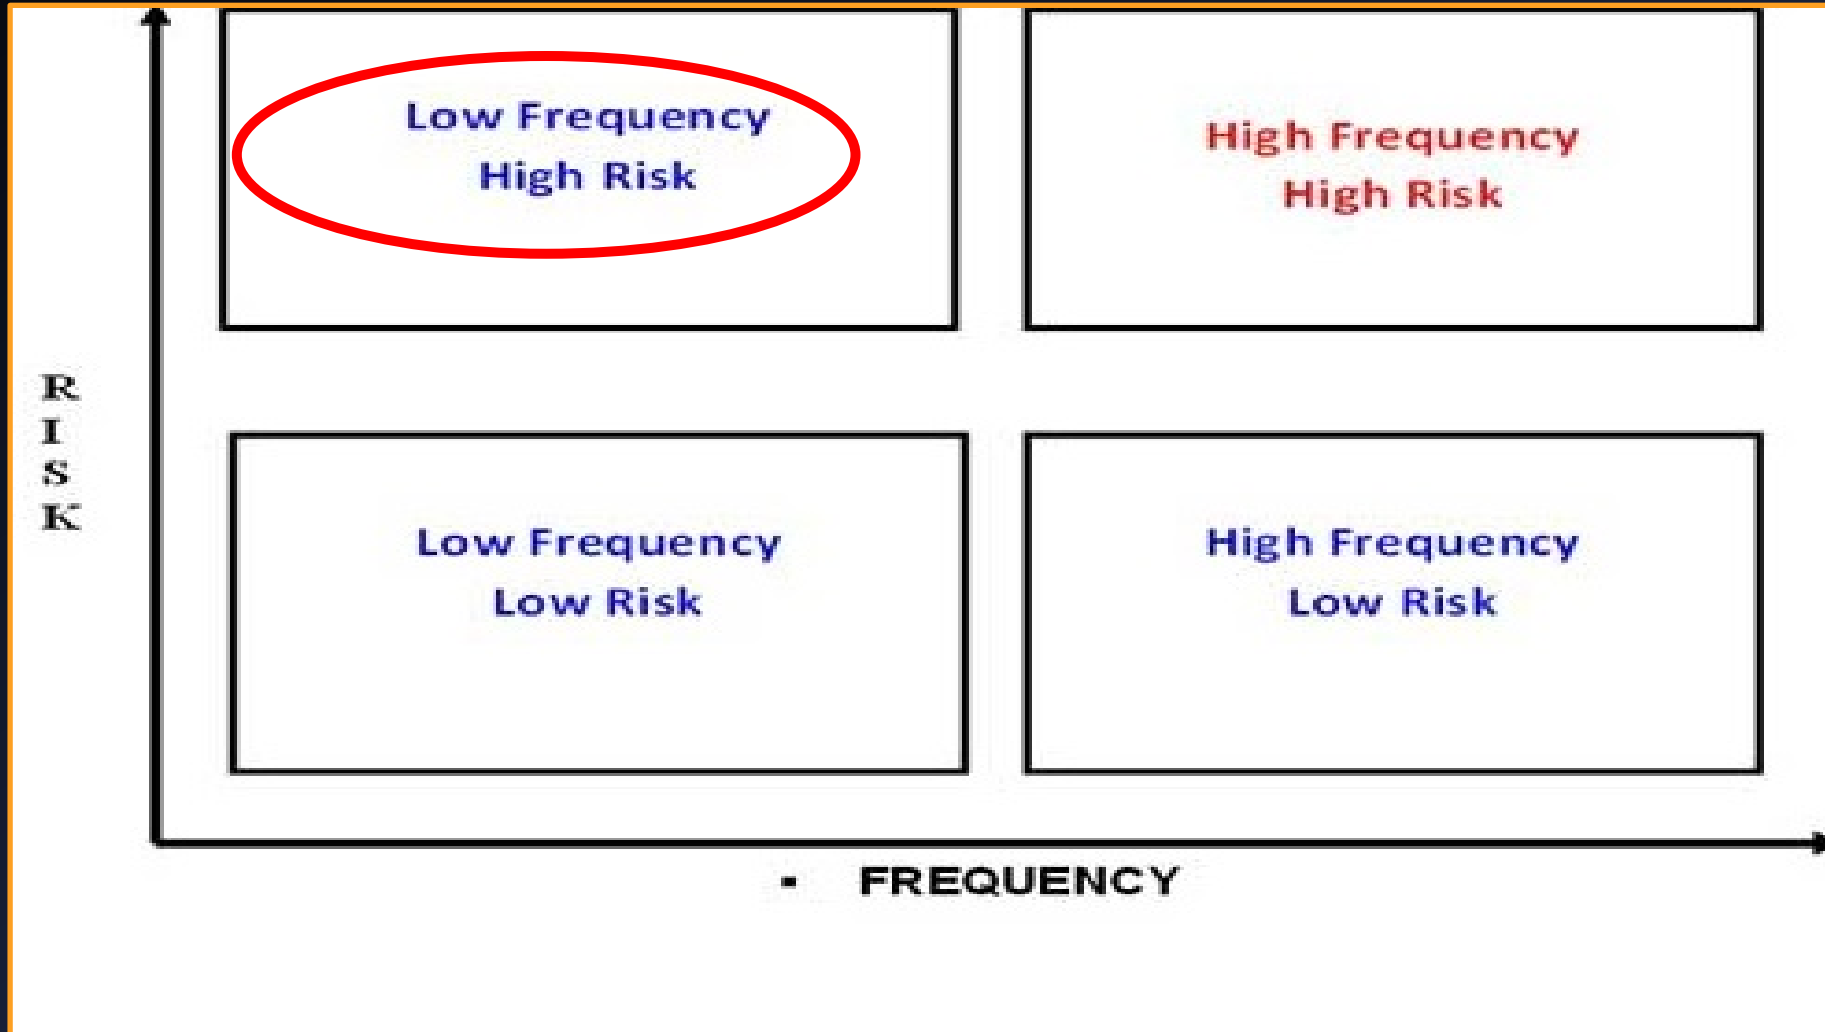 Low Frequency
High Risk
High Frequency
High Risk
R
I
S
K
Low Frequency
Low Risk
High Frequency
Low Risk
- FREQUENCY